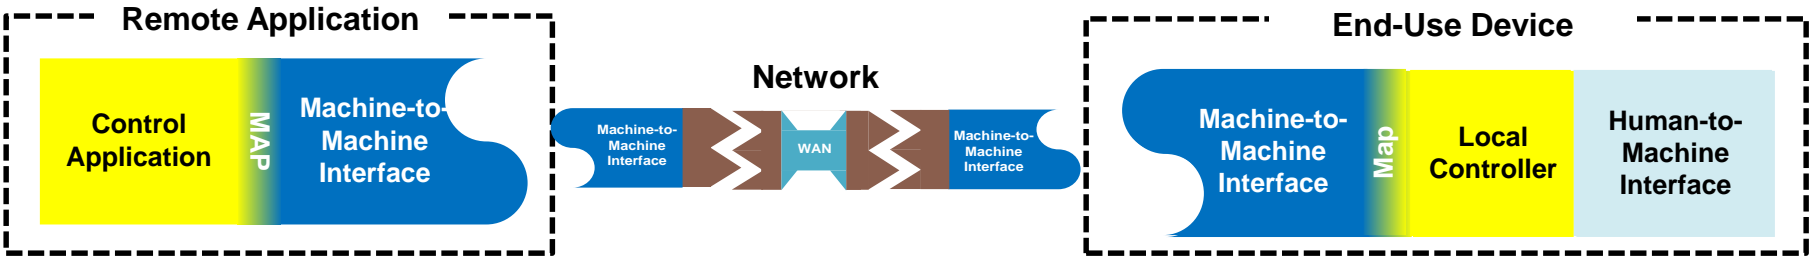 Remote Application
Control
Application
MAP
Machine-to-
Machine
Interface
Network
Machine-to-
Machine
Interface
WAN
Machine-to-
Machine
Interface
End-Use Device
Machine-to-
Machine
Interface
Map
Local
Controller
Human-to-
Machine
Interface